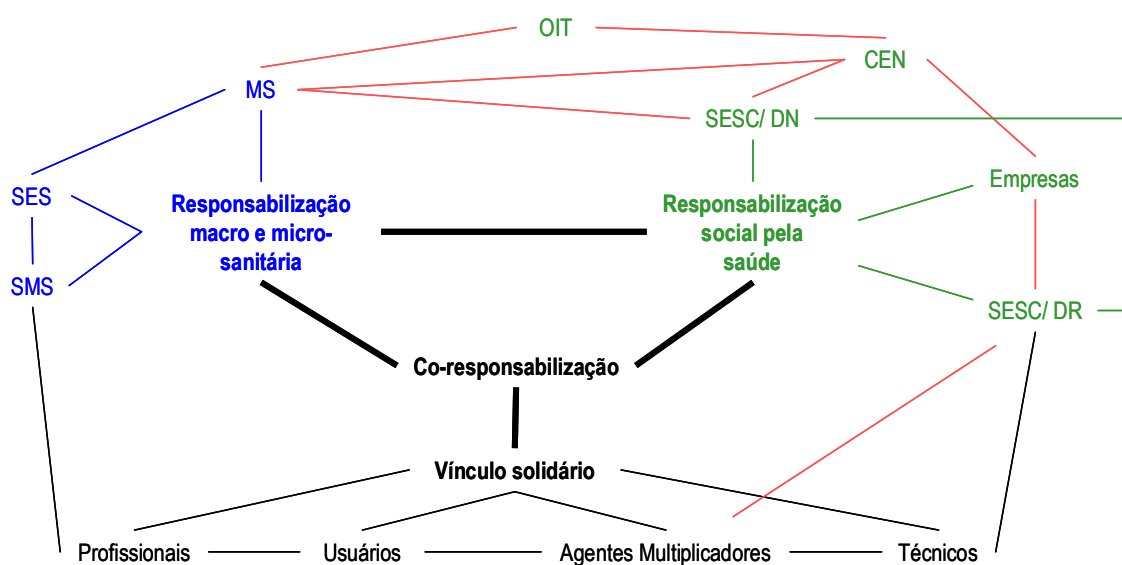 OIT
CEN
MS
SESC/ DN
Empresas
SES
Responsabilização
macro e micro-
sanitária
Responsabilização
social pela
saúde
SMS
SESC/ DR
Co-responsabilização
Vínculo solidário
Profissionais
Usuários
Agentes Multiplicadores
Técnicos